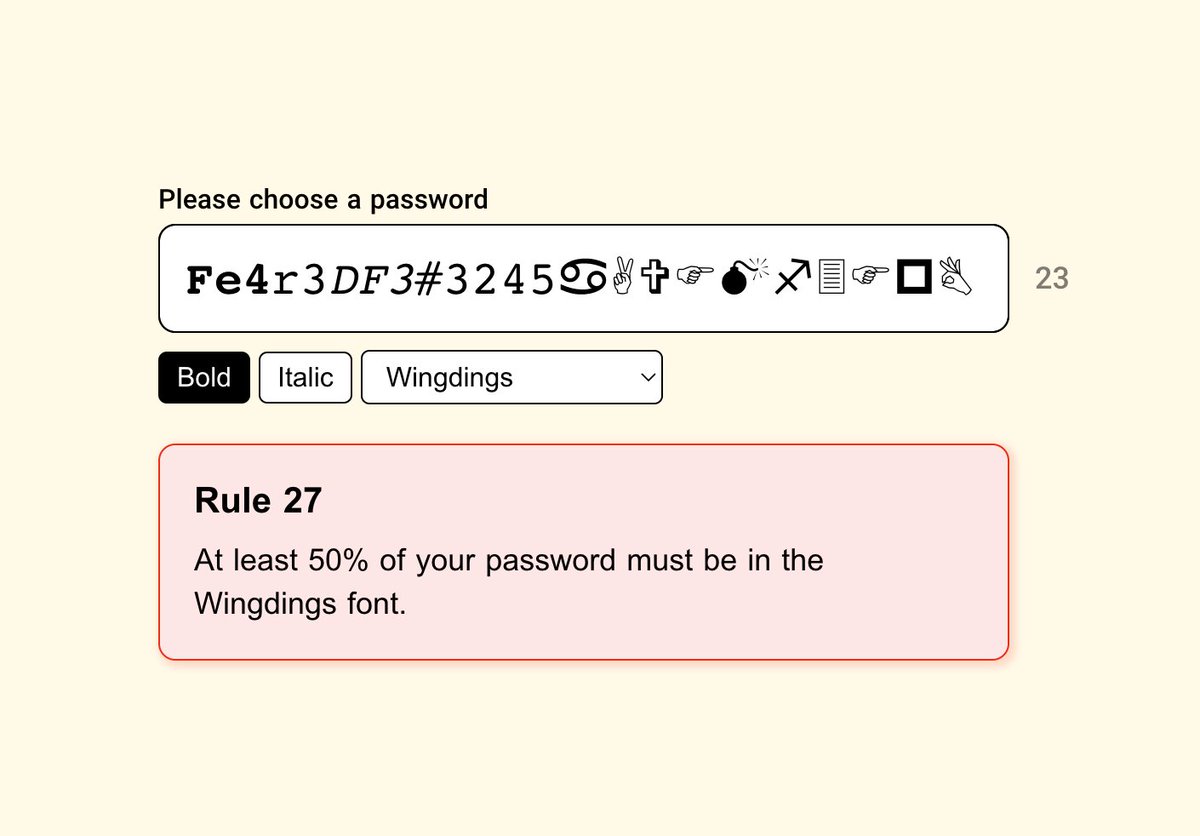 Please choose a password
Fe4r3DF3#3245♋︎✌︎✞︎☞︎💣︎♐︎🗏︎☞︎◻︎👌︎
23
Bold Italic Wingdings
Rule 27
At least 50% of your password must be in the
Wingdings font.